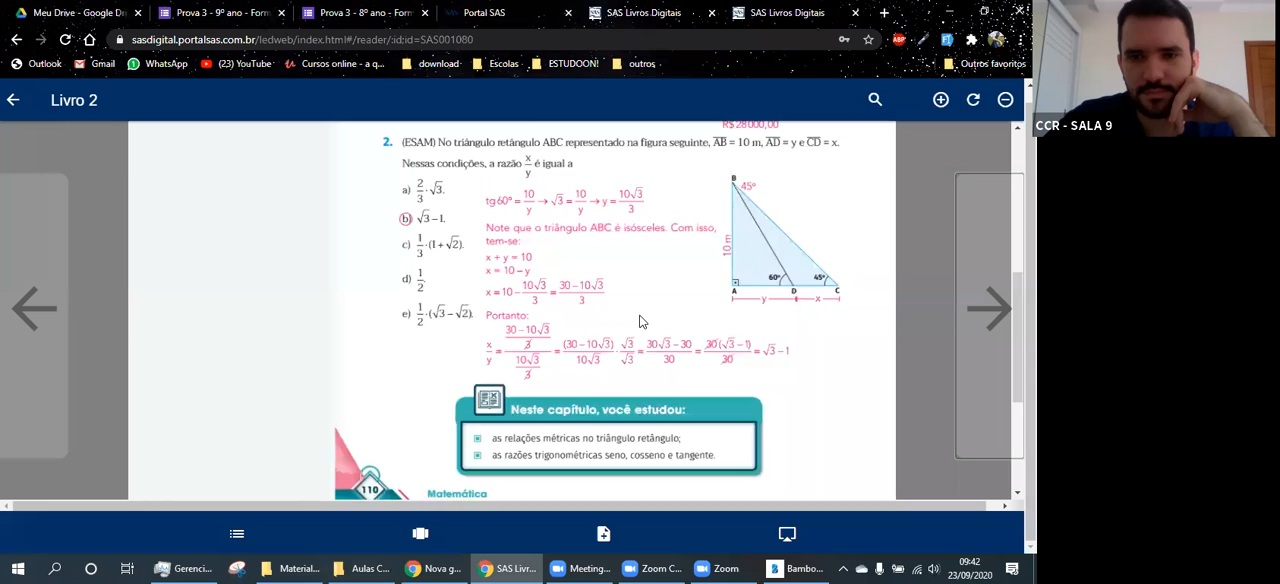 Meu Drive - Google D
Prova 3 - 9º ano - Form
Prova 3 - 8º ano - Form
Portal SAS
SAS Livros Digitais
SAS Livros Digitais
sasdigital.portalsas.com.br/ledweb/index.html#/reader/:id:id=SAS001080
Outlook
Gmail
WhatsApp
(23) YouTube
Cursos online - a q...
download
Escolas
ESTUDOON!
outros
Outros favoritos
Livro 2
CCR - SALA 9
R$ 28 000,00
2. (ESAM) No triângulo retângulo ABC representado na figura seguinte, AB = 10 m, AD = y e CD = x.
Nessas condições, a razão x/y é igual a
a) 2/3 · √3.
b) √3 – 1.
c) 1/3 · (1 + √2).
d) 1/2.
e) 1/2 · (√3 – √2).
tg 60º = 10/y → √3 = 10/y → y = 10√3/3
Note que o triângulo ABC é isósceles. Com isso,
tem-se:
x + y = 10
x = 10 – y
x = 10 – 10√3/3 = 30 – 10√3/3
Portanto:
x/y = (30 – 10√3/3)/(10√3/3) = (30 – 10√3)/10√3 · √3/√3 = 30√3 – 30/30 = 30(√3 – 1)/30 = √3 – 1
B
45º
10 m
60º
45º
A
D
C
y
x
Neste capítulo, você estudou:
as relações métricas no triângulo retângulo;
as razões trigonométricas seno, cosseno e tangente.
110
Matemática
Gerenci...
Material...
Aulas C...
Nova g...
SAS Livr...
Meeting...
Zoom C...
Zoom
Bambo...
09:42
23/09/2020